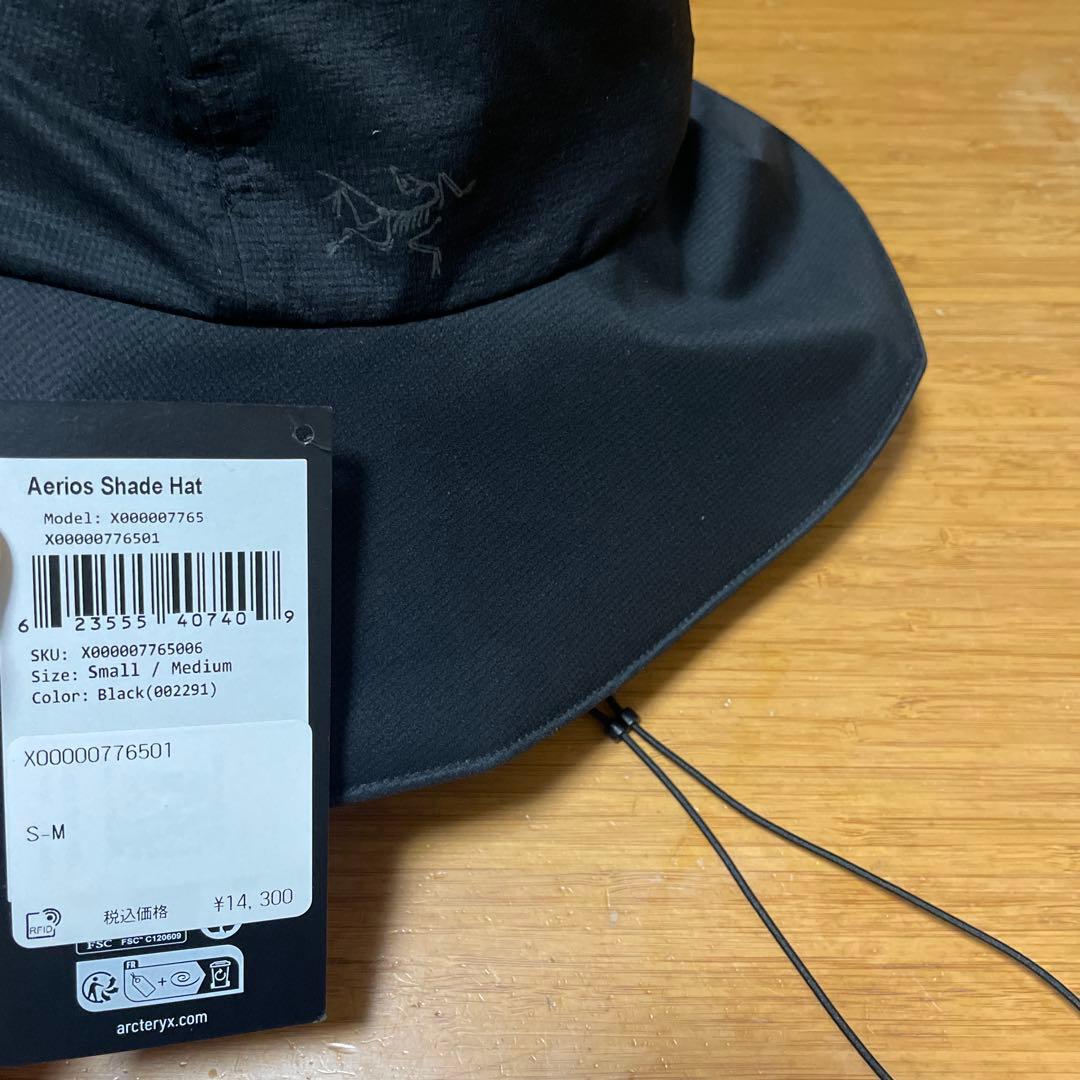 Aerios Shade Hat
Model: X000007765
X00000776501
6 23555 40740 9
SKU: X000007765006
Size: Small / Medium
Color: Black(002291)
X00000776501
S-M
税込価格 ¥14,300
RFID
FSC FSC™ C120609
FR
+
arcteryx.com